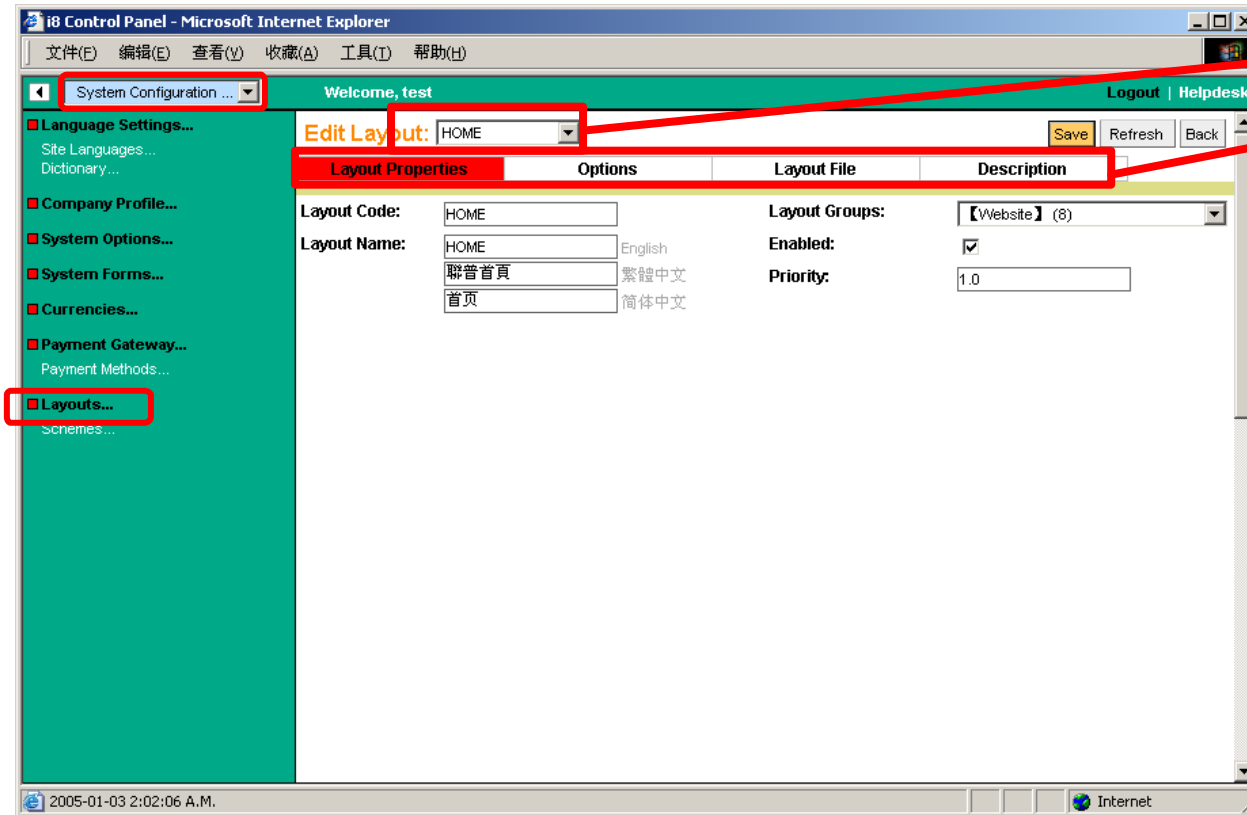 i8 Control Panel - Microsoft Internet Explorer
文件(F) 编辑(E) 查看(V) 收藏(A) 工具(T) 帮助(H)
System Configuration ...
Welcome, test
Logout | Helpdesk
Language Settings...
Site Languages...
Dictionary...
Company Profile...
System Options...
System Forms...
Currencies...
Payment Gateway...
Payment Methods...
Layouts...
Schemes...
Edit Layout: HOME
Save Refresh Back
Layout Properties Options Layout File Description
Layout Code: HOME
Layout Groups: 【Website】 (8)
Layout Name: HOME English
Enabled:
聯普首頁 繁體中文
Priority: 1.0
首页 简体中文
2005-01-03 2:02:06 A.M.
Internet